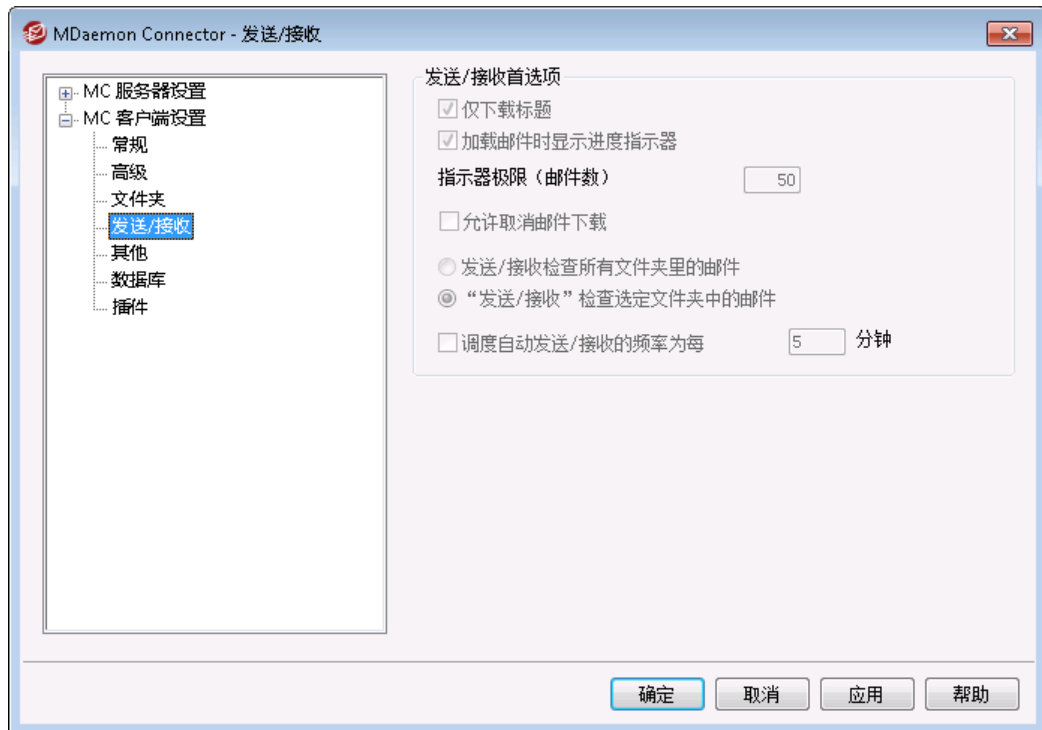 MDaemon Connector - 发送/接收
MC 服务器设置
MC 客户端设置
常规
高级
文件夹
发送/接收
其他
数据库
插件
发送/接收首选项
仅下载标题
加载邮件时显示进度指示器
指示器极限（邮件数） 50
允许取消邮件下载
发送/接收检查所有文件夹里的邮件
“发送/接收”检查选定文件夹中的邮件
调度自动发送/接收的频率为每 5 分钟
确定 取消 应用 帮助